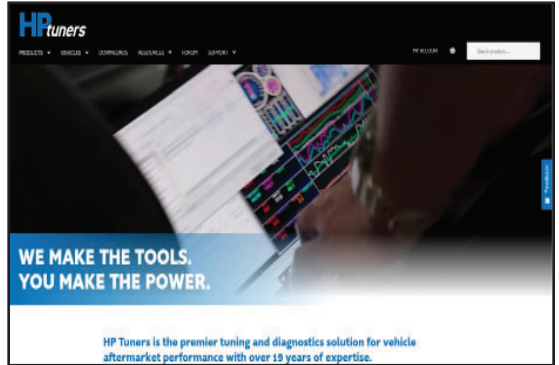 HPtuners
PRODUCTS VEHICLES DOWNLOADS RESOURCES FORUM SUPPORT MY ACCOUNT Search products...
Feedback
WE MAKE THE TOOLS.
YOU MAKE THE POWER.
HP Tuners is the premier tuning and diagnostics solution for vehicle
aftermarket performance with over 19 years of expertise.